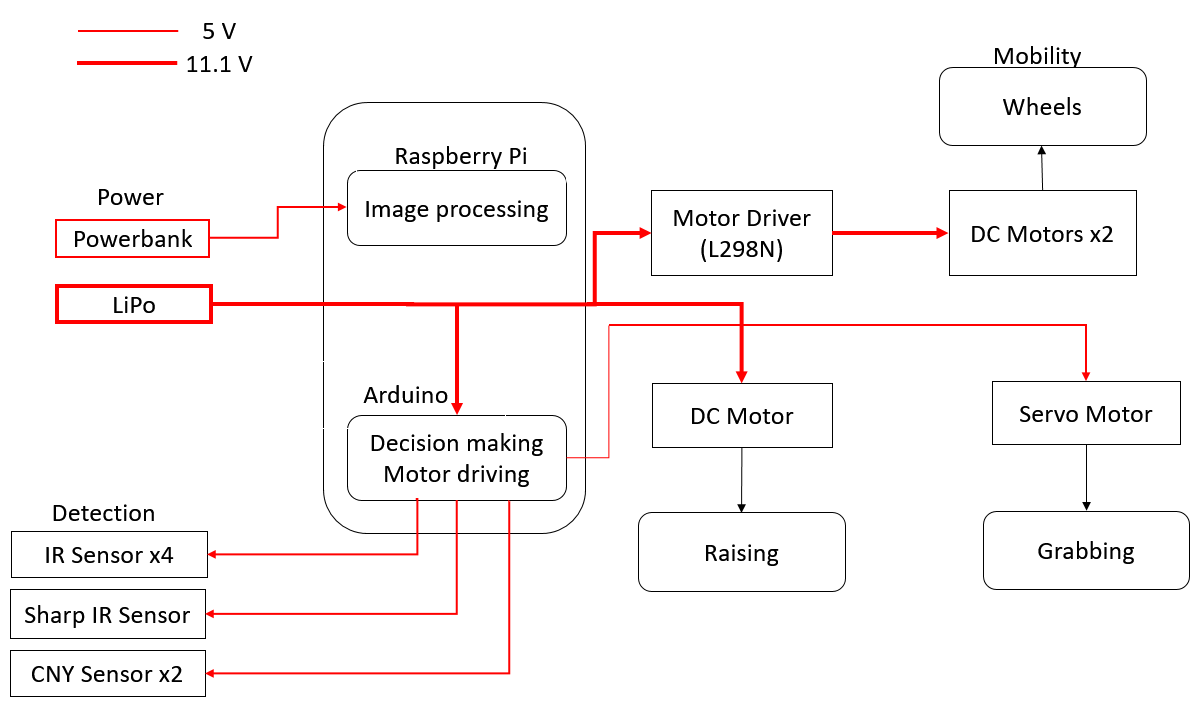 5 V
11.1 V
Mobility
Wheels
Raspberry Pi
Image processing
Power
Powerbank
LiPo
Motor Driver
(L298N)
DC Motors x2
Arduino
Decision making
Motor driving
DC Motor
Servo Motor
Detection
IR Sensor x4
Sharp IR Sensor
CNY Sensor x2
Raising
Grabbing